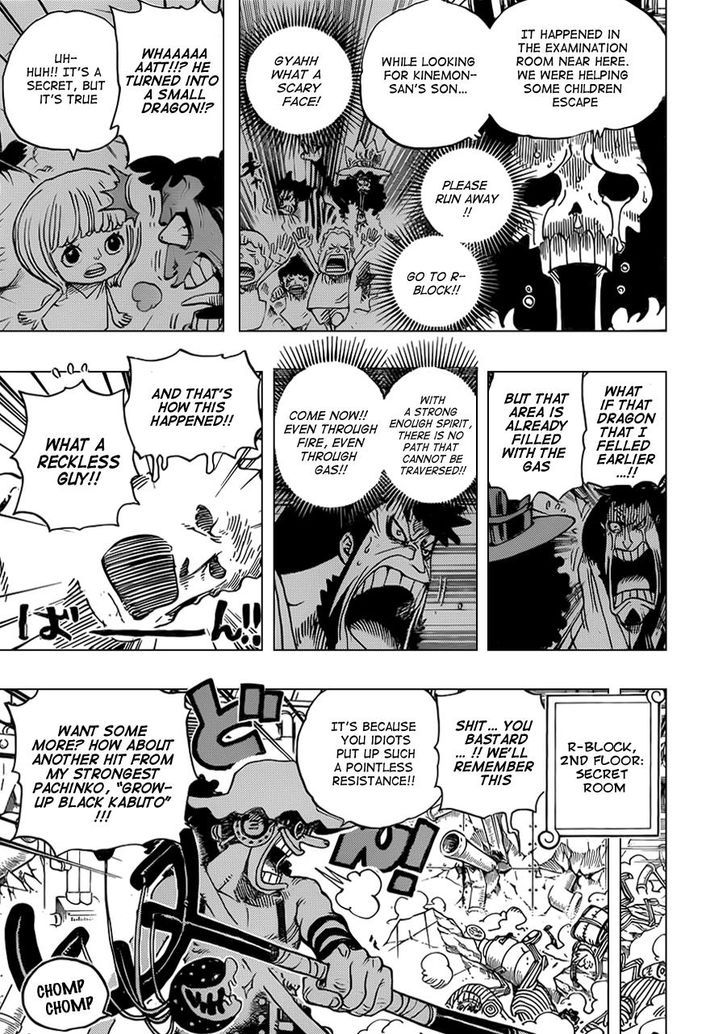 IT HAPPENED
IN THE
EXAMINATION
ROOM NEAR HERE.
WE WERE HELPING
SOME CHILDREN
ESCAPE
WHILE LOOKING
FOR KINEMON-
SAN'S SON...
GYAHH
WHAT A
SCARY
FACE!
PLEASE
RUN AWAY
!!
GO TO R-
BLOCK!!
WHAAAAA
AATT!!? HE
TURNED INTO
A SMALL
DRAGON!?
UH-
HUH!! IT'S A
SECRET, BUT
IT'S TRUE
WHAT
IF THAT
DRAGON
THAT I
FELLED
EARLIER
...!!
BUT THAT
AREA IS
ALREADY
FILLED WITH
THE GAS
WITH
A STRONG
ENOUGH SPIRIT,
THERE IS NO
PATH THAT
CANNOT BE
TRAVERSED!!
COME NOW!!
EVEN THROUGH
FIRE, EVEN
THROUGH
GAS!!
AND THAT'S
HOW THIS
HAPPENED!!
WHAT A
RECKLESS
GUY!!
ばーん!!
R-BLOCK,
2ND FLOOR:
SECRET
ROOM
SHIT... YOU
BASTARD
...!! WE'LL
REMEMBER
THIS
IT'S BECAUSE
YOU IDIOTS
PUT UP SUCH
A POINTLESS
RESISTANCE!!
どん!
WANT SOME
MORE? HOW ABOUT
ANOTHER HIT FROM
MY STRONGEST
PACHINKO, "GROW-
UP BLACK KABUTO"
!!!
CHOMP
CHOMP